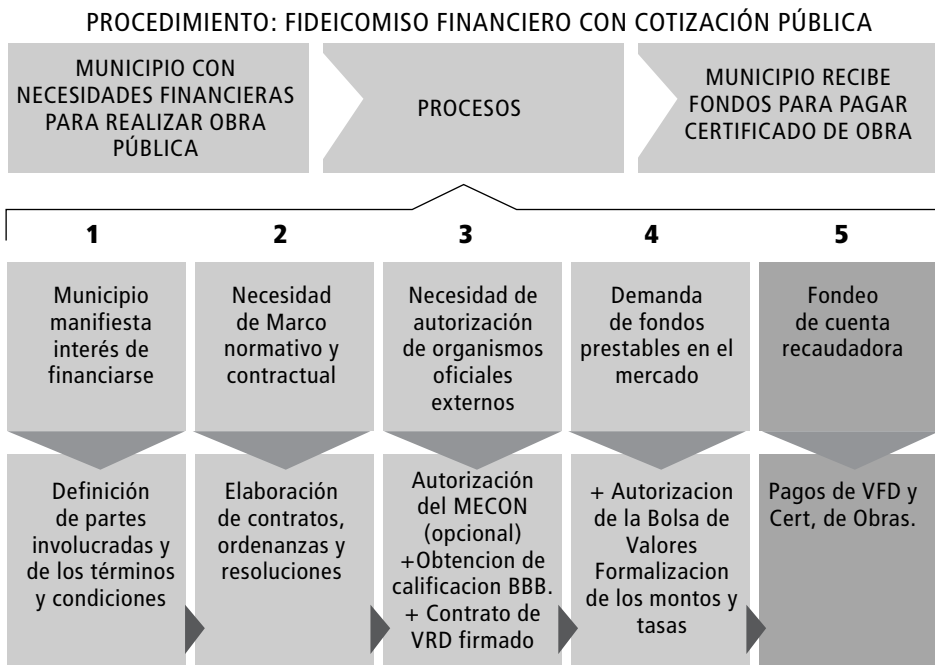 PROCEDIMIENTO: FIDEICOMISO FINANCIERO CON COTIZACIÓN PÚBLICA
MUNICIPIO CON
NECESIDADES FINANCIERAS
PARA REALIZAR OBRA
PÚBLICA
PROCESOS
MUNICIPIO RECIBE
FONDOS PARA PAGAR
CERTIFICADO DE OBRA
1
2
3
4
5
Municipio
manifiesta
interés de
financiarse
Necesidad
de Marco
normativo y
contractual
Necesidad de
autorización
de organismos
oficiales
externos
Demanda
de fondos
prestables en el
mercado
Fondeo
de cuenta
recaudadora
Definición
de partes
involucradas y
de los términos
y condiciones
Elaboración
de contratos,
ordenanzas y
resoluciones
Autorización
del MECON
(opcional)
+Obtencion de
calificacion BBB.
+ Contrato de
VRD firmado
+ Autorizacion
de la Bolsa de
Valores
Formalizacion
de los montos y
tasas
Pagos de VFD y
Cert, de Obras.